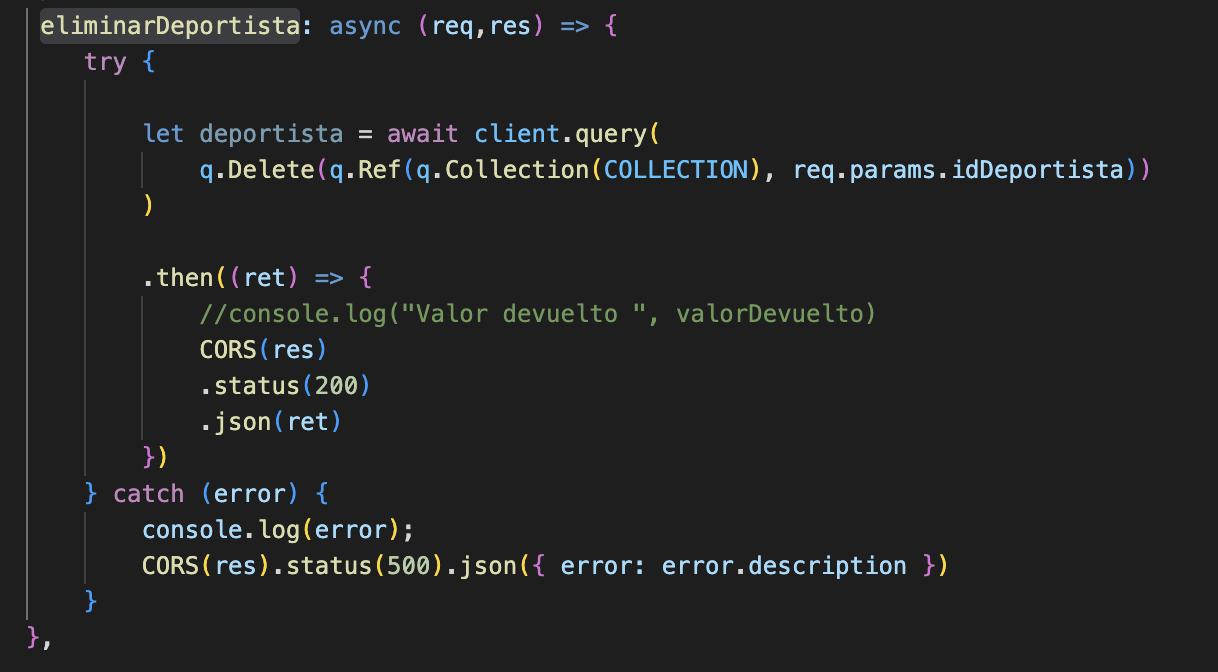 eliminarDeportista: async (req,res) => {
try {
let deportista = await client.query(
q.Delete(q.Ref(q.Collection(COLLECTION), req.params.idDeportista))
)
.then((ret) => {
//console.log("Valor devuelto ", valorDevuelto)
CORS(res)
.status(200)
.json(ret)
})
} catch (error) {
console.log(error);
CORS(res).status(500).json({ error: error.description })
}
},